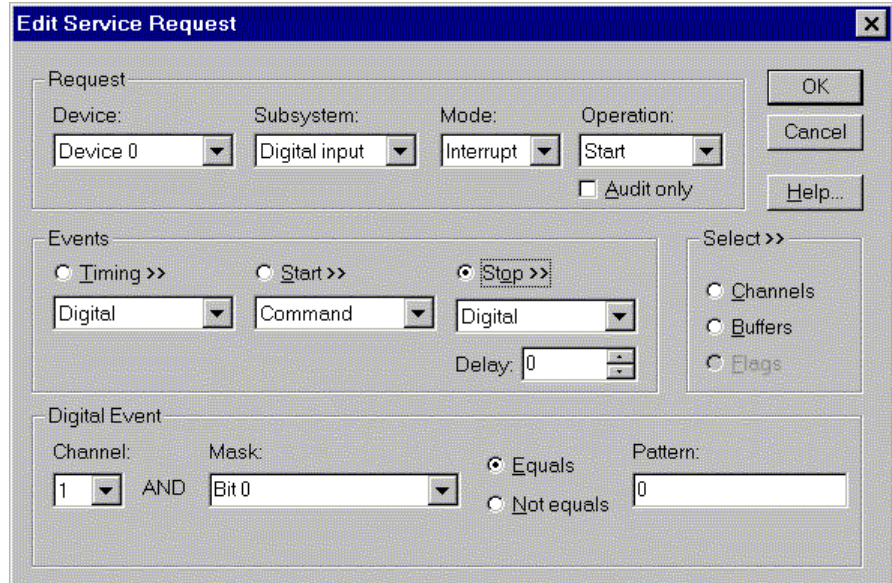 Edit Service Request
Request
OK
Device: Subsystem: Mode: Operation:
Device 0 Digital input Interrupt Start
Cancel
Audit only
Help...
Events
Select >>
Timing >> Start >> Stop >>
Channels
Digital Command Digital
Buffers
Delay: 0
Flags
Digital Event
Channel: Mask: Pattern:
Equals
1 AND Bit 0 0
Not equals